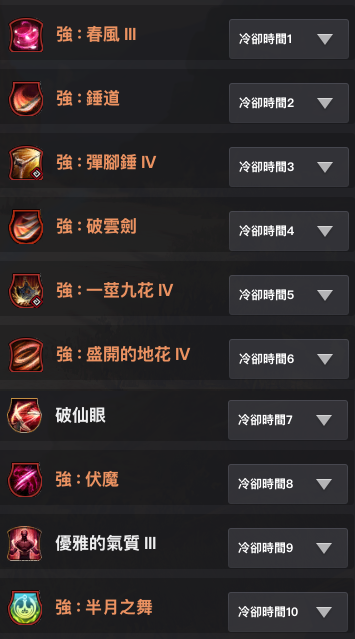 強 : 春風 III
冷卻時間1
強 : 錘道
冷卻時間2
強 : 彈腳錘 IV
冷卻時間3
強 : 破雲劍
冷卻時間4
強 : 一莖九花 IV
冷卻時間5
強 : 盛開的地花 IV
冷卻時間6
破仙眼
冷卻時間7
強 : 伏魔
冷卻時間8
優雅的氣質 III
冷卻時間9
強 : 半月之舞
冷卻時間10